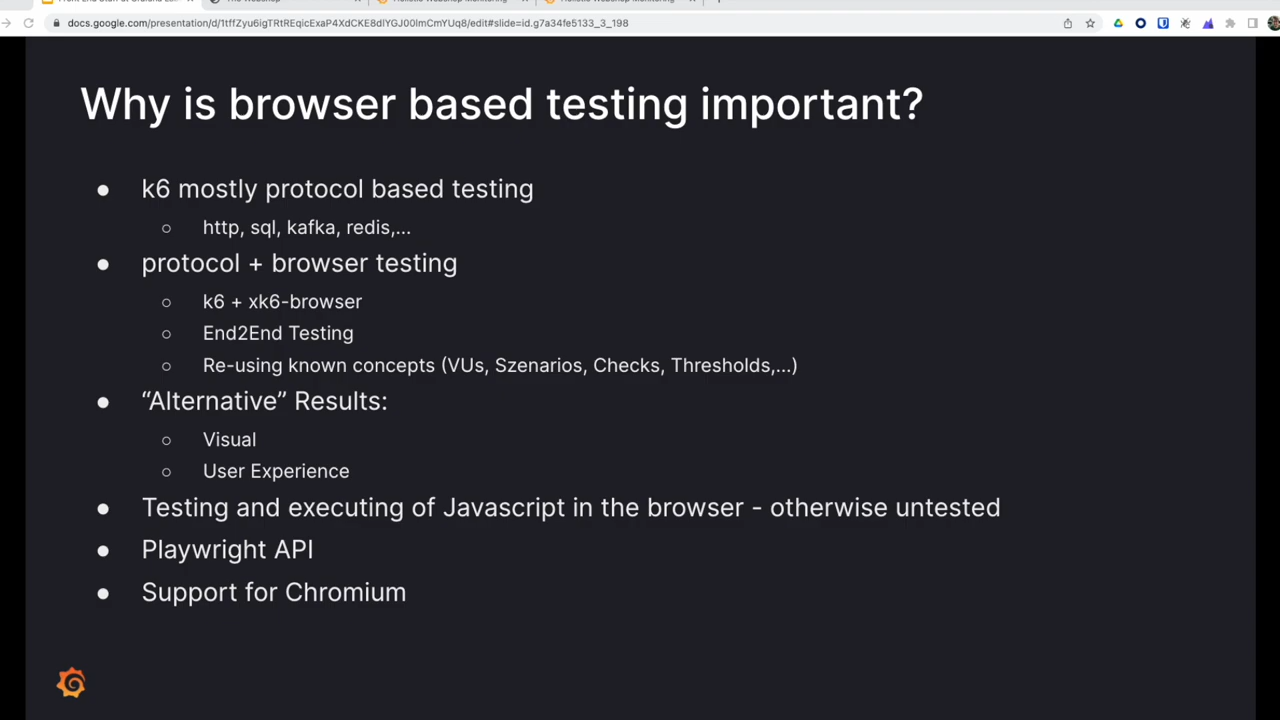 docs.google.com/presentation/d/1tffZyu6igTRtREqicExaP4XdCKE8dlYGJ00lmCmYUq8/edit#slide=id.g7a34fe5133_3_198
Why is browser based testing important?
● k6 mostly protocol based testing
○ http, sql, kafka, redis,...
● protocol + browser testing
○ k6 + xk6-browser
○ End2End Testing
○ Re-using known concepts (VUs, Szenarios, Checks, Thresholds,...)
● “Alternative” Results:
○ Visual
○ User Experience
● Testing and executing of Javascript in the browser - otherwise untested
● Playwright API
● Support for Chromium